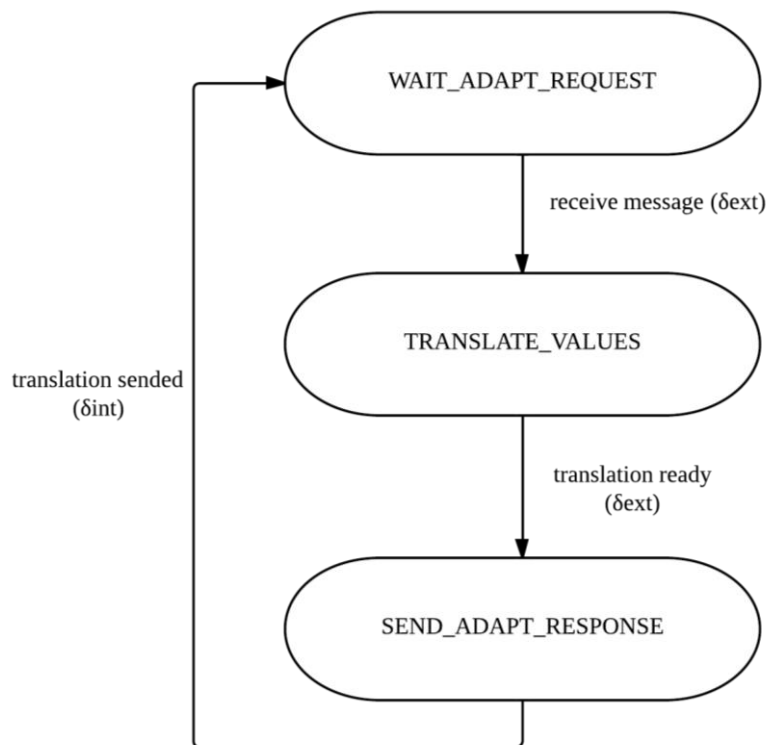 WAIT_ADAPT_REQUEST
receive message (δext)
TRANSLATE_VALUES
translation sended
(δint)
translation ready
(δext)
SEND_ADAPT_RESPONSE